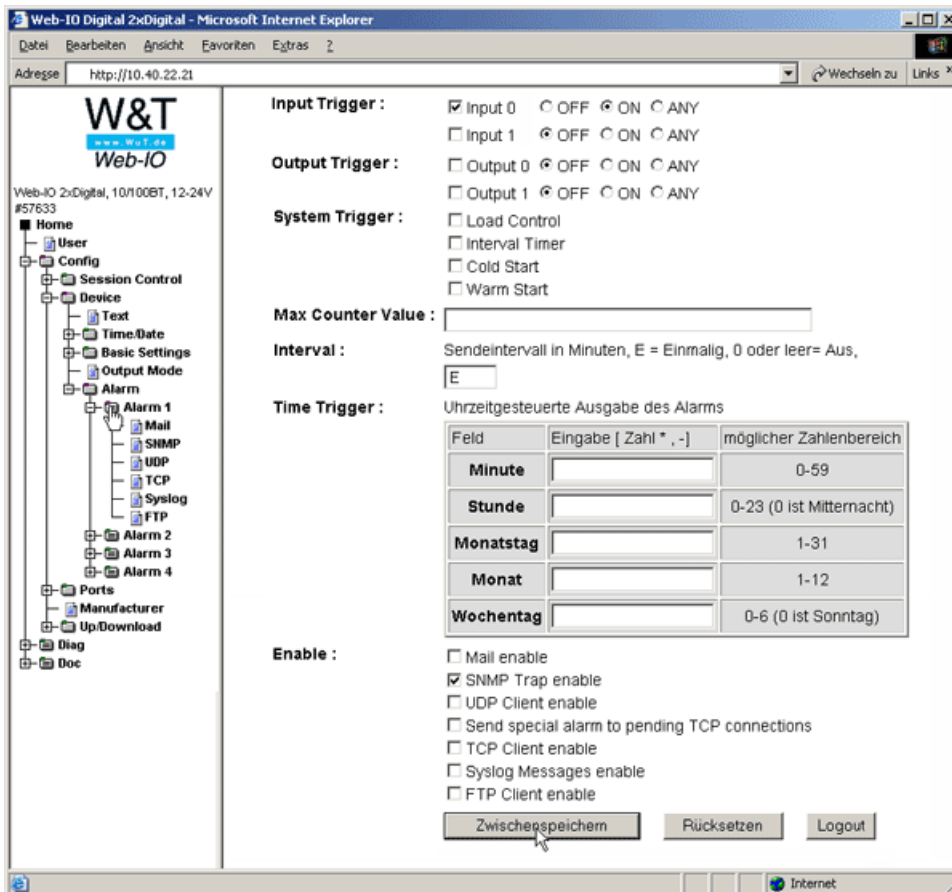 Web-IO Digital 2xDigital - Microsoft Internet Explorer
Datei Bearbeiten Ansicht Favoriten Extras ?
Adresse http://10.40.22.21 Wechseln zu Links »
W&T
www.WuT.de
Web-IO
Web-IO 2xDigital, 10/100BT, 12-24V
#57633
Home
User
Config
Session Control
Device
Text
Time/Date
Basic Settings
Output Mode
Alarm
Alarm 1
Mail
SNMP
UDP
TCP
Syslog
FTP
Alarm 2
Alarm 3
Alarm 4
Ports
Manufacturer
Up/Download
Diag
Doc
Input Trigger : Input 0 OFF ON ANY
Input 1 OFF ON ANY
Output Trigger : Output 0 OFF ON ANY
Output 1 OFF ON ANY
System Trigger : Load Control
Interval Timer
Cold Start
Warm Start
Max Counter Value :
Interval : Sendeintervall in Minuten, E = Einmalig, 0 oder leer= Aus,
E
Time Trigger : Uhrzeitgesteuerte Ausgabe des Alarms
Feld Eingabe [ Zahl * , -] möglicher Zahlenbereich
Minute 0-59
Stunde 0-23 (0 ist Mitternacht)
Monatstag 1-31
Monat 1-12
Wochentag 0-6 (0 ist Sonntag)
Enable : Mail enable
SNMP Trap enable
UDP Client enable
Send special alarm to pending TCP connections
TCP Client enable
Syslog Messages enable
FTP Client enable
Zwischenspeichern Rücksetzen Logout
Internet